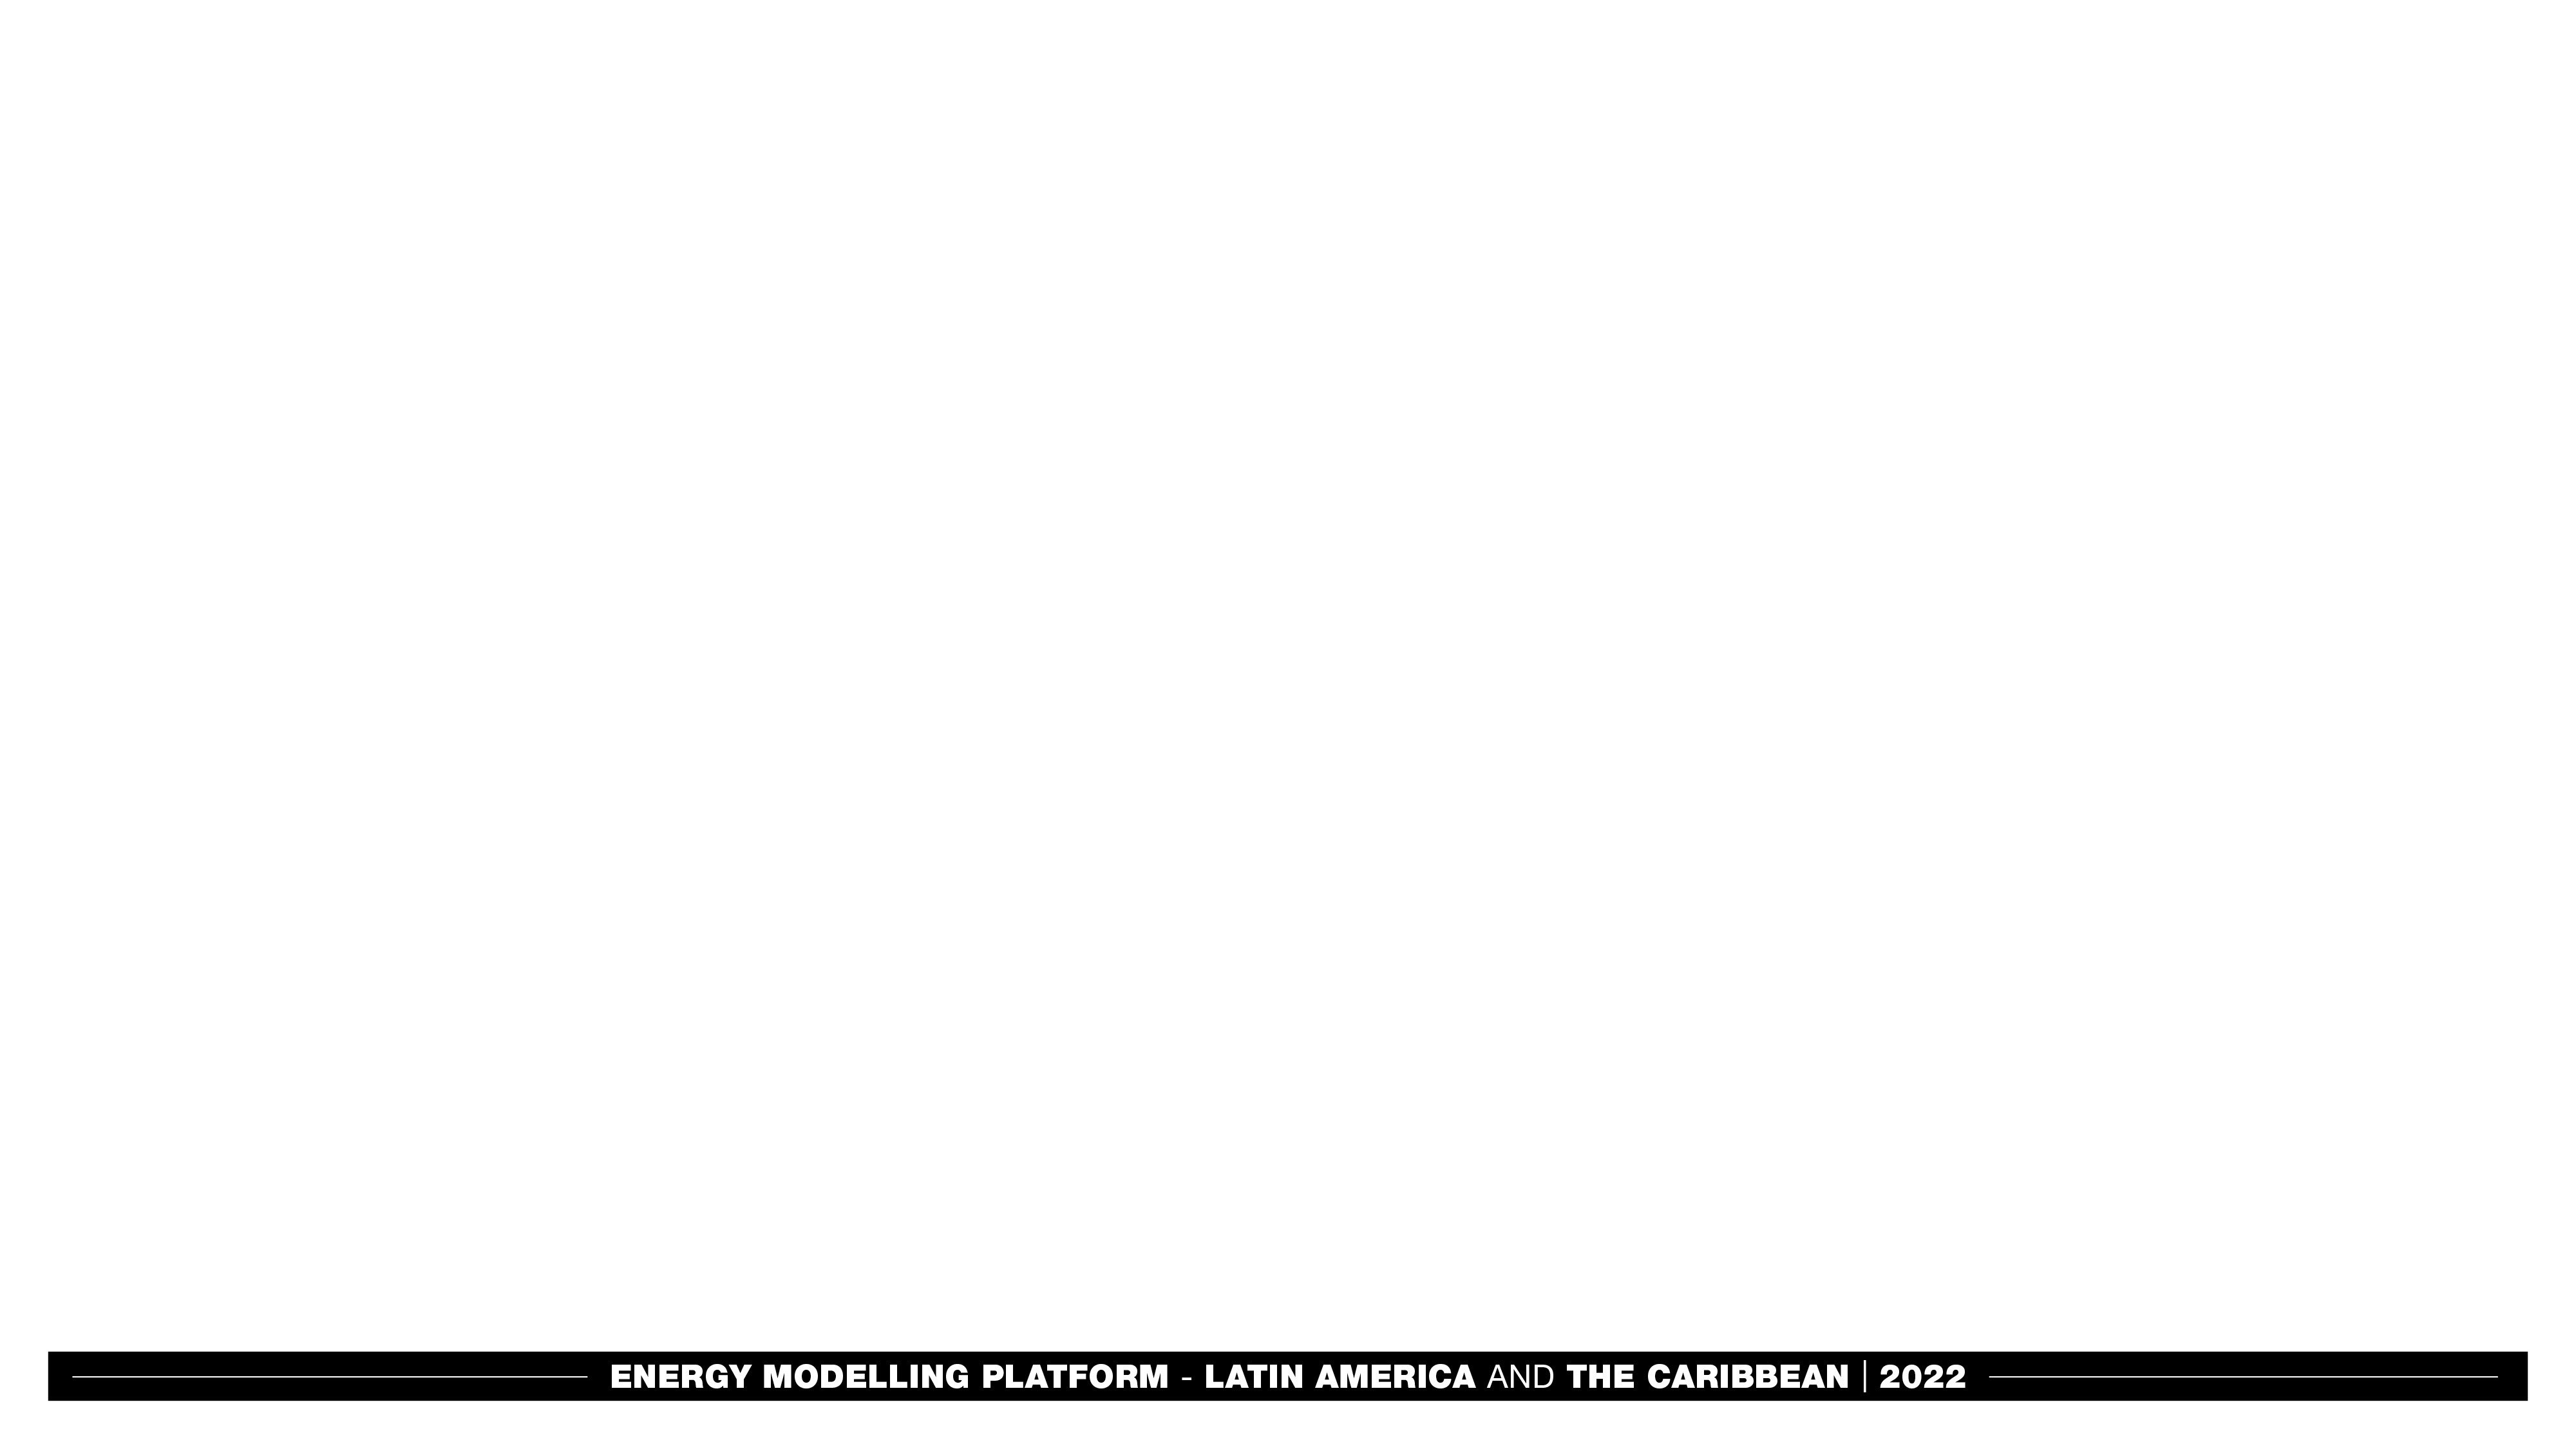 ENERGY MODELLING PLATFORM - LATIN AMERICA AND THE CARIBBEAN | 2022